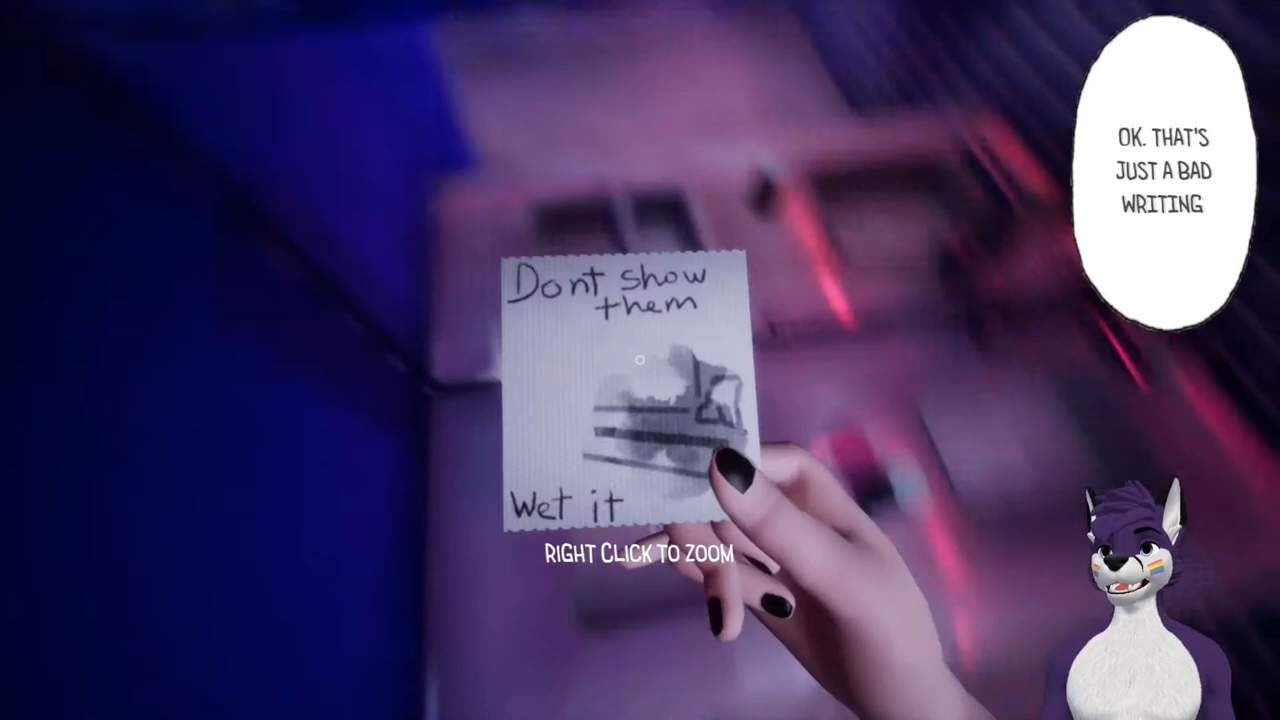 Dont show
them
Wet it
RIGHT CLICK TO ZOOM
OK. THAT'S
JUST A BAD
WRITING